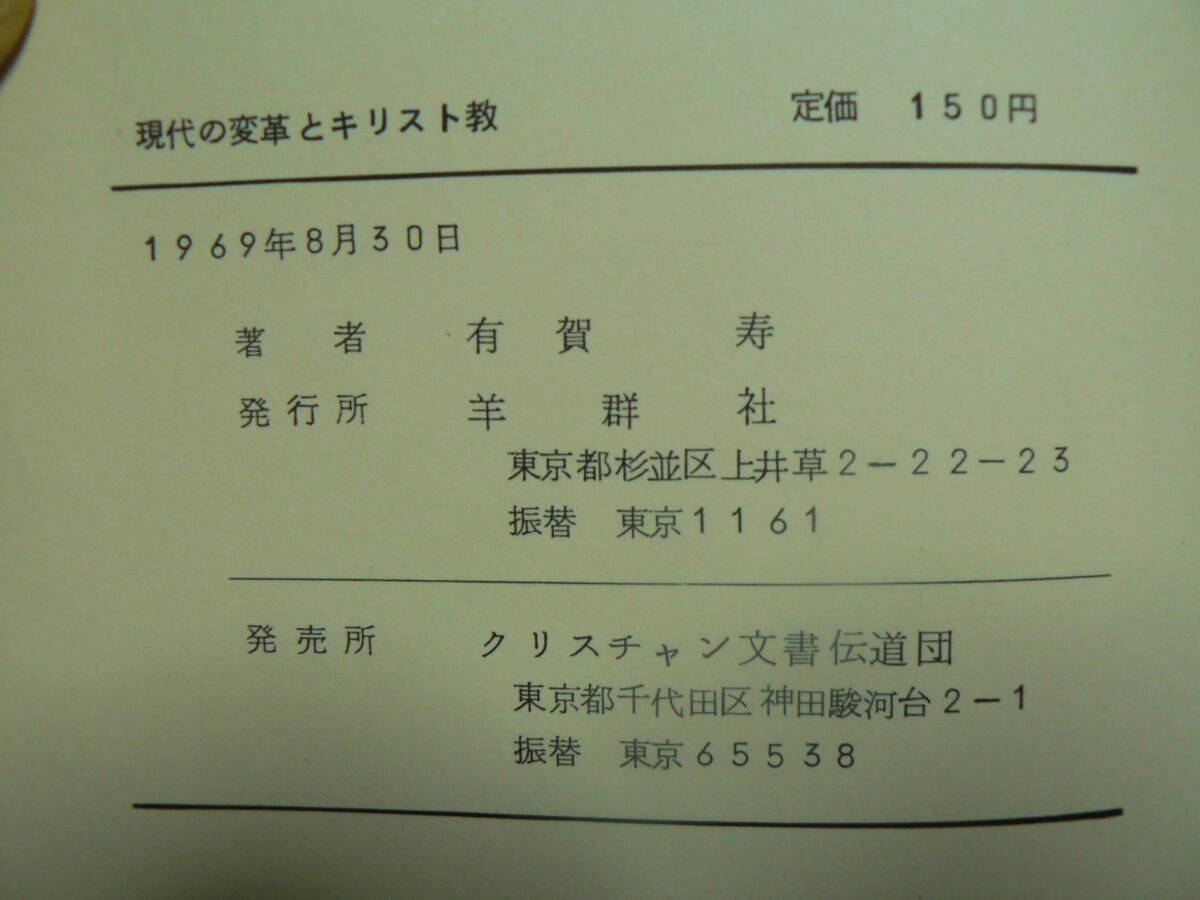 現代の変革とキリスト教 定価 150円
1969年8月30日
著者 有賀 寿
発行所 羊群社
東京都杉並区上井草2-22-23
振替 東京1161
発売所 クリスチャン文書伝道団
東京都千代田区神田駿河台2-1
振替 東京65538